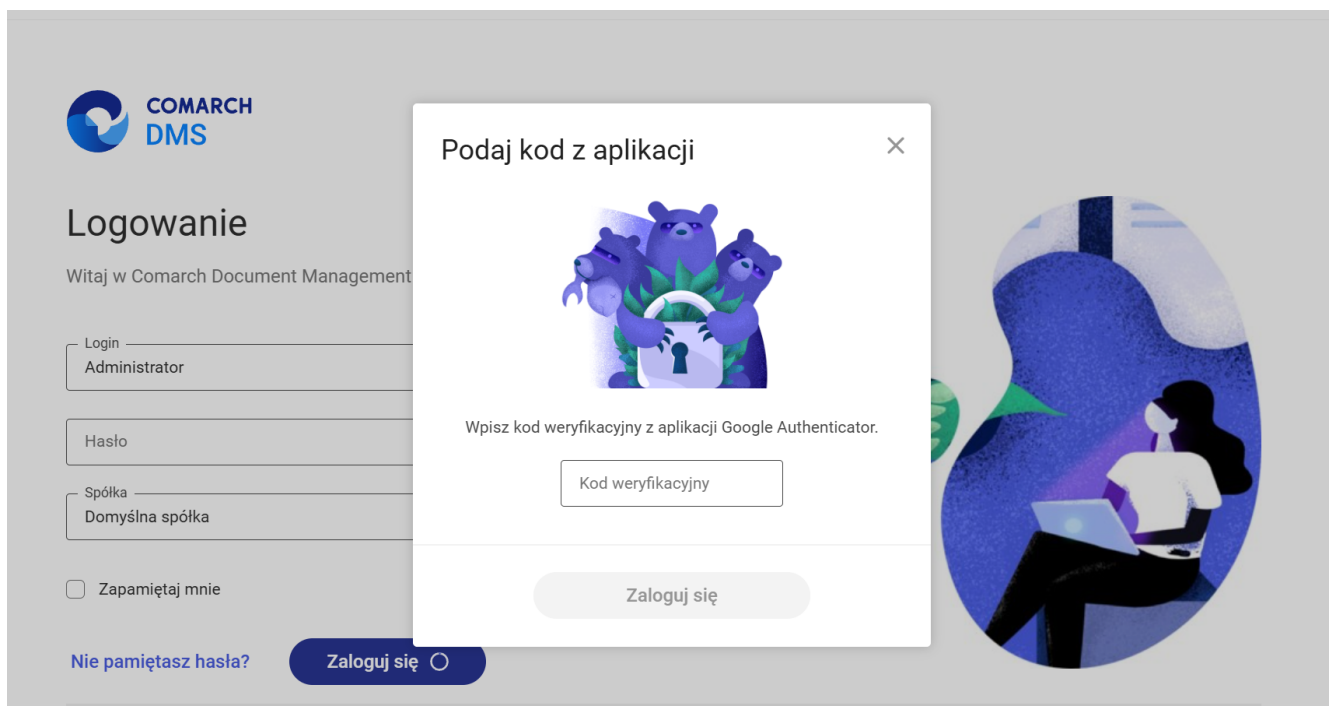 COMARCH
DMS
Logowanie
Witaj w Comarch Document Management
Login
Administrator
Hasło
Spółka
Domyślna spółka
Zapamiętaj mnie
Nie pamiętasz hasła?
Zaloguj się
Podaj kod z aplikacji
Wpisz kod weryfikacyjny z aplikacji Google Authenticator.
Kod weryfikacyjny
Zaloguj się